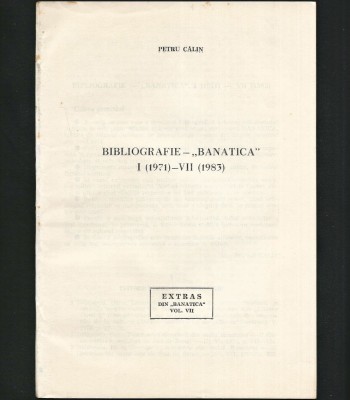 PETRU CĂLIN
BIBLIOGRAFIE – „BANATICA”
I (1971)–VII (1983)
EXTRAS
DIN „BANATICA”
VOL. VII